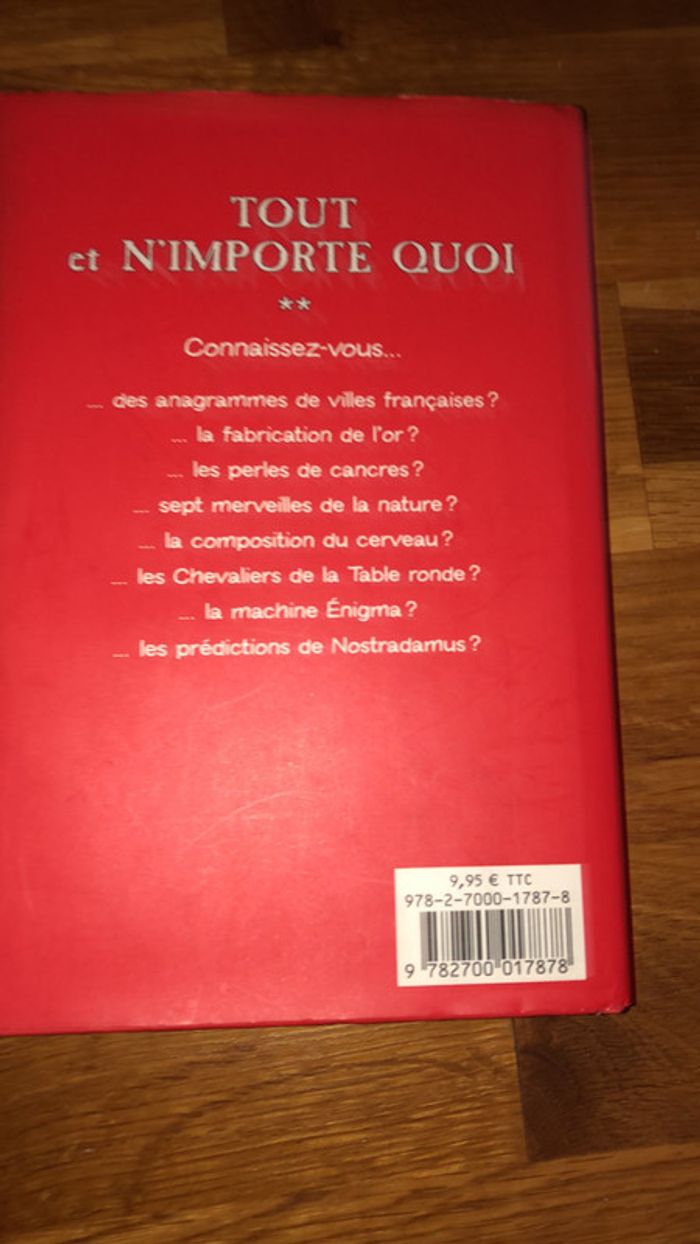 TOUT
et N'IMPORTE QUOI
**
Connaissez-vous...
... des anagrammes de villes françaises ?
... la fabrication de l'or ?
... les perles de cancres ?
... sept merveilles de la nature ?
... la composition du cerveau ?
... les Chevaliers de la Table ronde ?
... la machine Énigma ?
... les prédictions de Nostradamus ?
9,95 € TTC
978-2-7000-1787-8
9 782700 017878